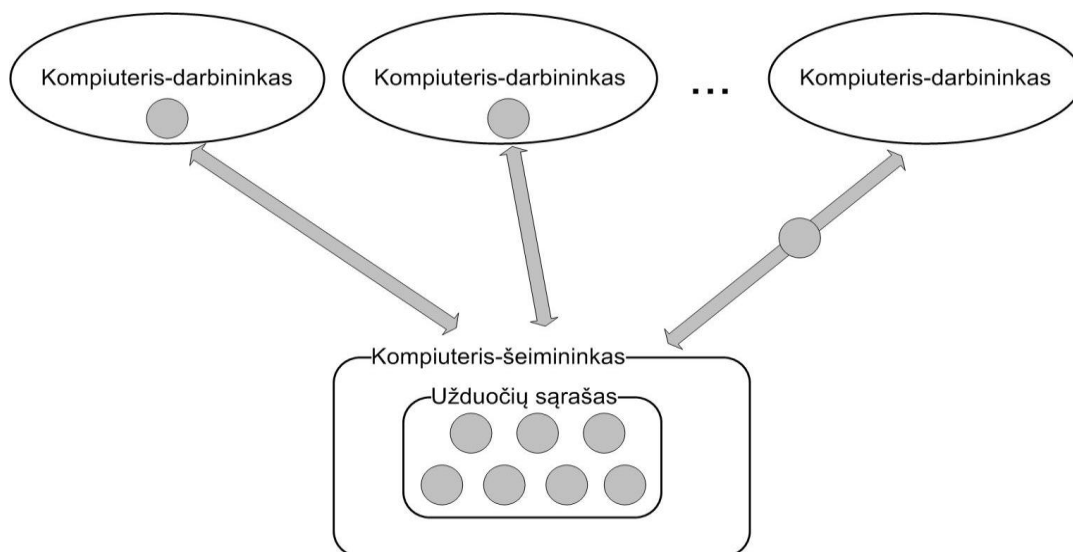 Kompiuteris-darbininkas
Kompiuteris-darbininkas
...
Kompiuteris-darbininkas
Kompiuteris-šeimininkas
Užduočių sąrašas